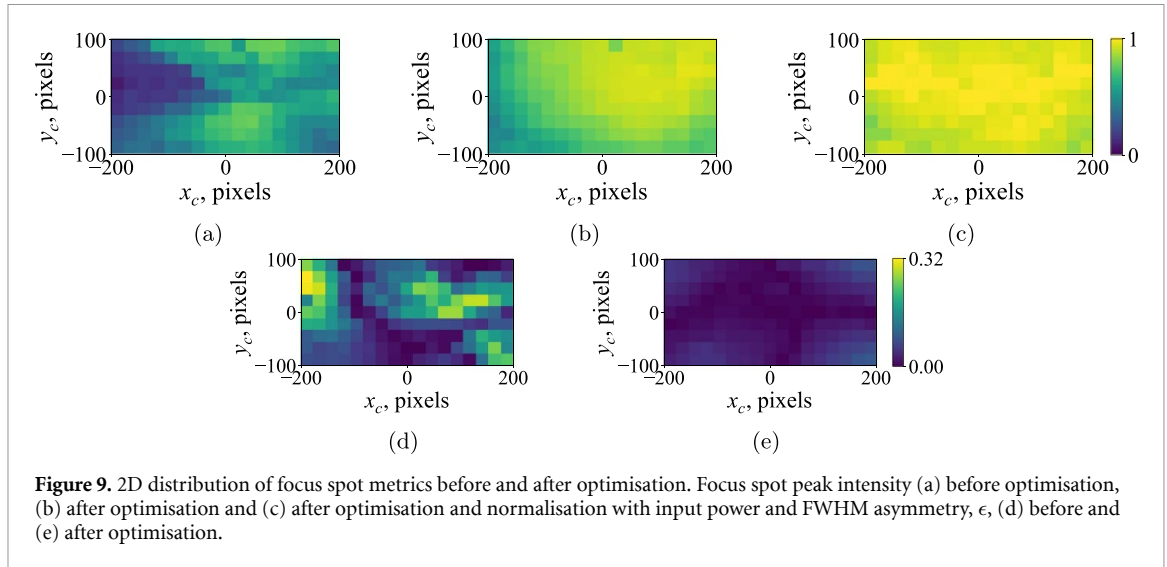 100
0
−100
−200
0
200
y_c, pixels
x_c, pixels
(a)
100
0
−100
−200
0
200
y_c, pixels
x_c, pixels
(b)
100
0
−100
−200
0
200
y_c, pixels
x_c, pixels
1
0
(c)
100
0
−100
−200
0
200
y_c, pixels
x_c, pixels
(d)
100
0
−100
−200
0
200
y_c, pixels
x_c, pixels
0.32
0.00
(e)
Figure 9. 2D distribution of focus spot metrics before and after optimisation. Focus spot peak intensity (a) before optimisation,
(b) after optimisation and (c) after optimisation and normalisation with input power and FWHM asymmetry, ϵ, (d) before and
(e) after optimisation.